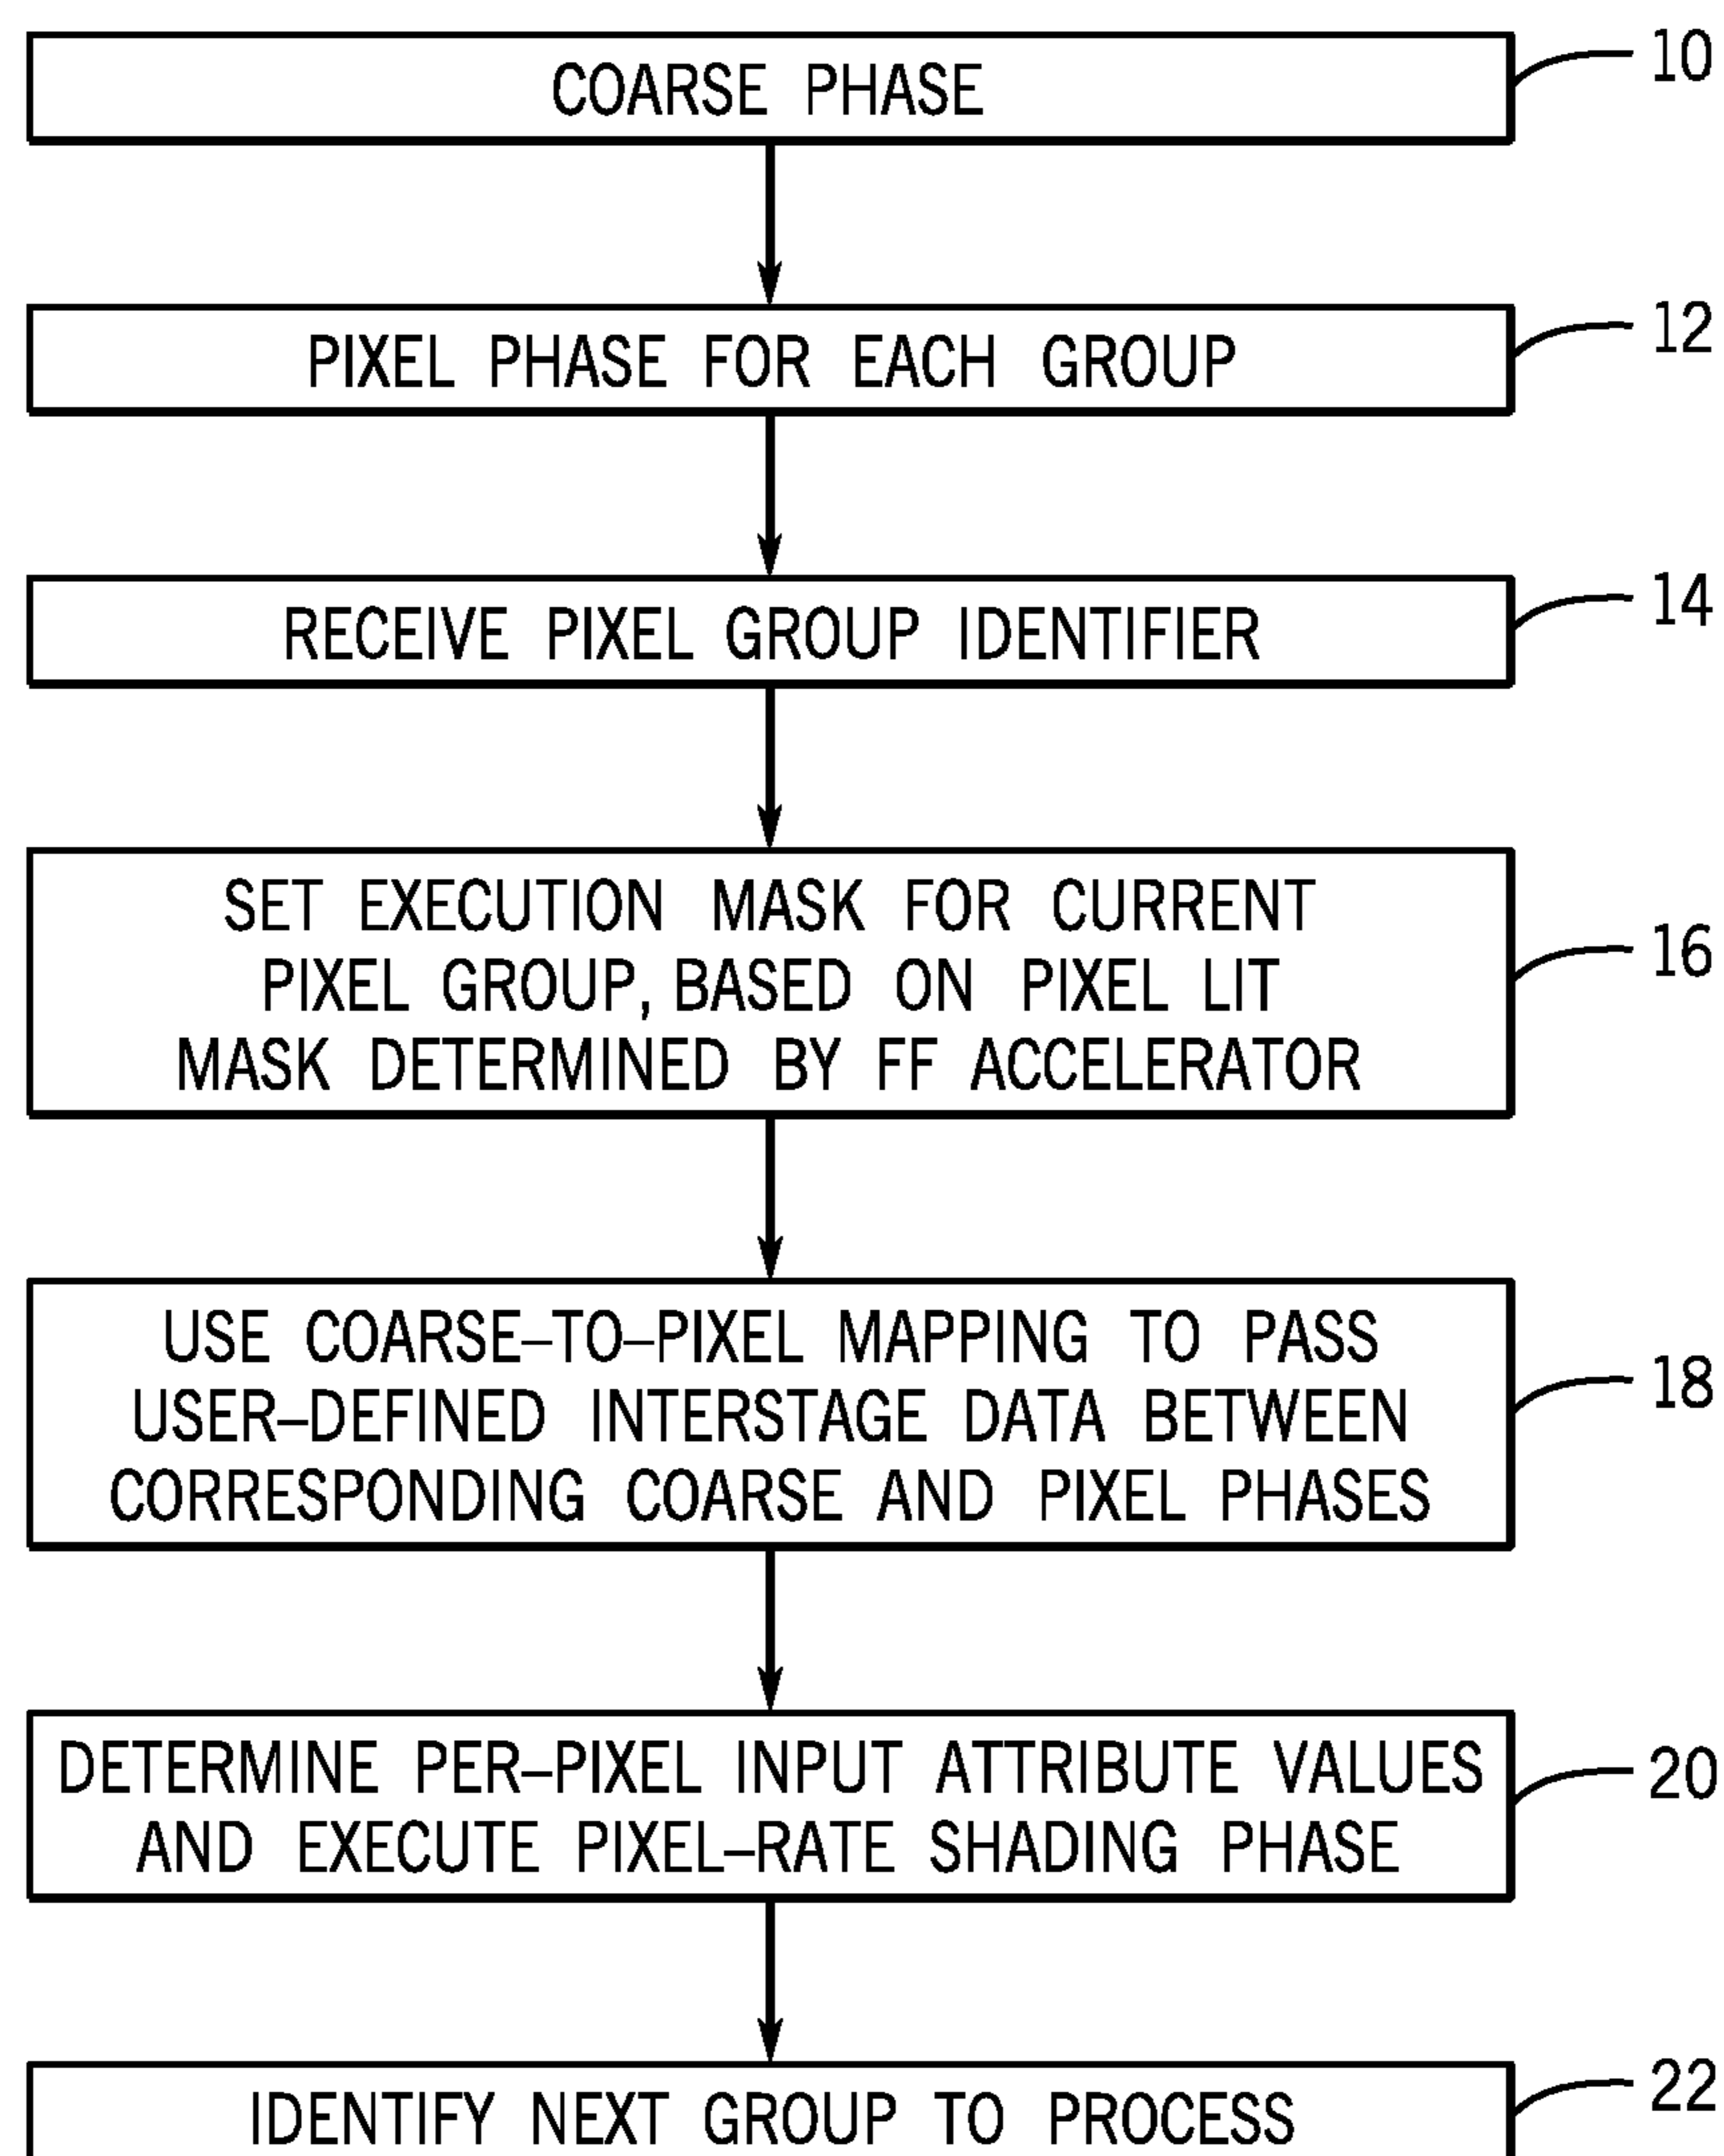 COARSE PHASE
10
PIXEL PHASE FOR EACH GROUP
12
RECEIVE PIXEL GROUP IDENTIFIER
14
SET EXECUTION MASK FOR CURRENT
PIXEL GROUP, BASED ON PIXEL LIT
MASK DETERMINED BY FF ACCELERATOR
16
USE COARSE–TO–PIXEL MAPPING TO PASS
USER–DEFINED INTERSTAGE DATA BETWEEN
CORRESPONDING COARSE AND PIXEL PHASES
18
DETERMINE PER–PIXEL INPUT ATTRIBUTE VALUES
AND EXECUTE PIXEL–RATE SHADING PHASE
20
IDENTIFY NEXT GROUP TO PROCESS
22